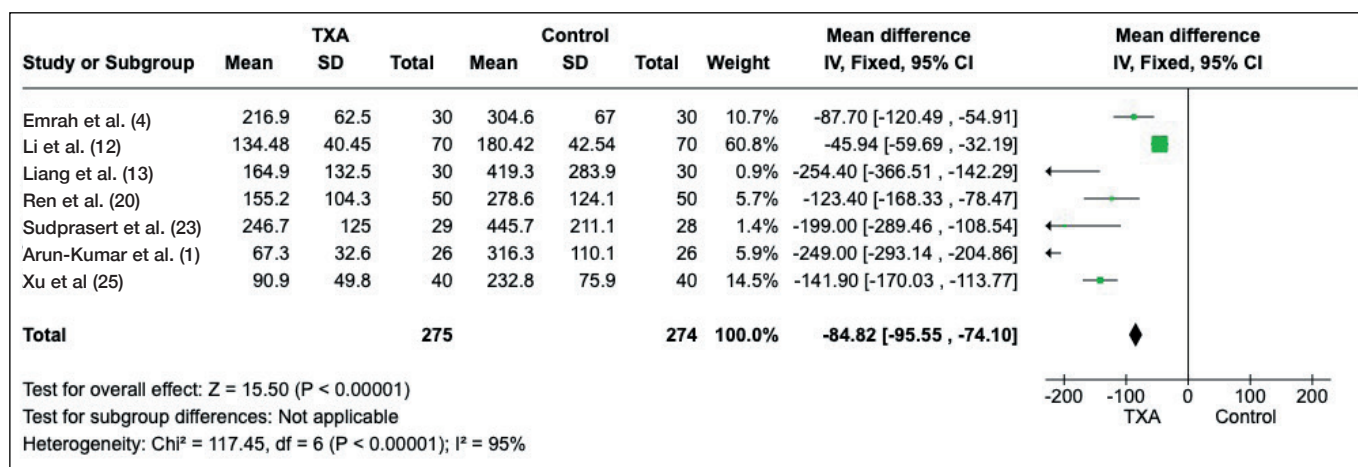 TXA Control Mean difference Mean difference
Study or Subgroup Mean SD Total Mean SD Total Weight IV, Fixed, 95% CI IV, Fixed, 95% CI
Emrah et al. (4) 216.9 62.5 30 304.6 67 30 10.7% -87.70 [-120.49 , -54.91]
Li et al. (12) 134.48 40.45 70 180.42 42.54 70 60.8% -45.94 [-59.69 , -32.19]
Liang et al. (13) 164.9 132.5 30 419.3 283.9 30 0.9% -254.40 [-366.51 , -142.29]
Ren et al. (20) 155.2 104.3 50 278.6 124.1 50 5.7% -123.40 [-168.33 , -78.47]
Sudprasert et al. (23) 246.7 125 29 445.7 211.1 28 1.4% -199.00 [-289.46 , -108.54]
Arun-Kumar et al. (1) 67.3 32.6 26 316.3 110.1 26 6.0% -249.00 [-293.14 , -204.86]
Xu et al (25) 90.9 49.8 40 232.8 75.9 40 14.5% -141.90 [-170.03 , -113.77]
Total 275 274 100.0% -84.82 [-95.55 , -74.10]
Test for overall effect: Z = 15.50 (P < 0.00001)
Test for subgroup differences: Not applicable
Heterogeneity: Chi² = 117.45, df = 6 (P < 0.00001); I² = 95%
-200 -100 0 100 200
TXA Control